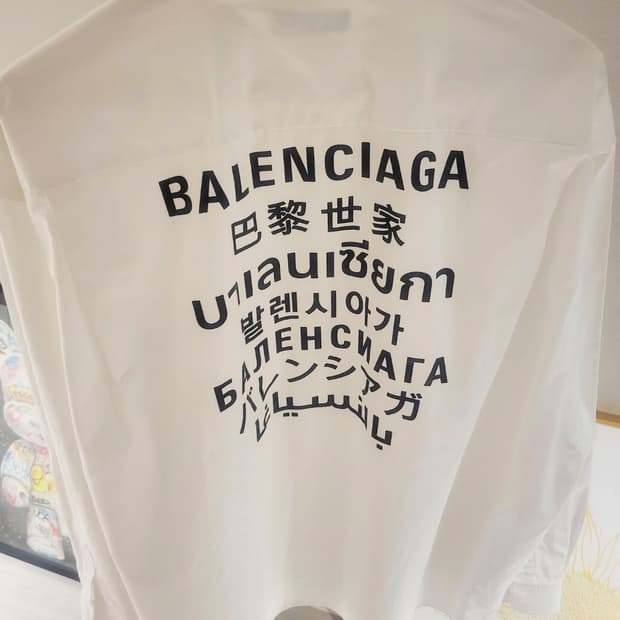 BALENCIAGA
巴黎世家
บาเลนเซียกา
발렌시아가
БАЛЕНСИАГА
バレンシアガ